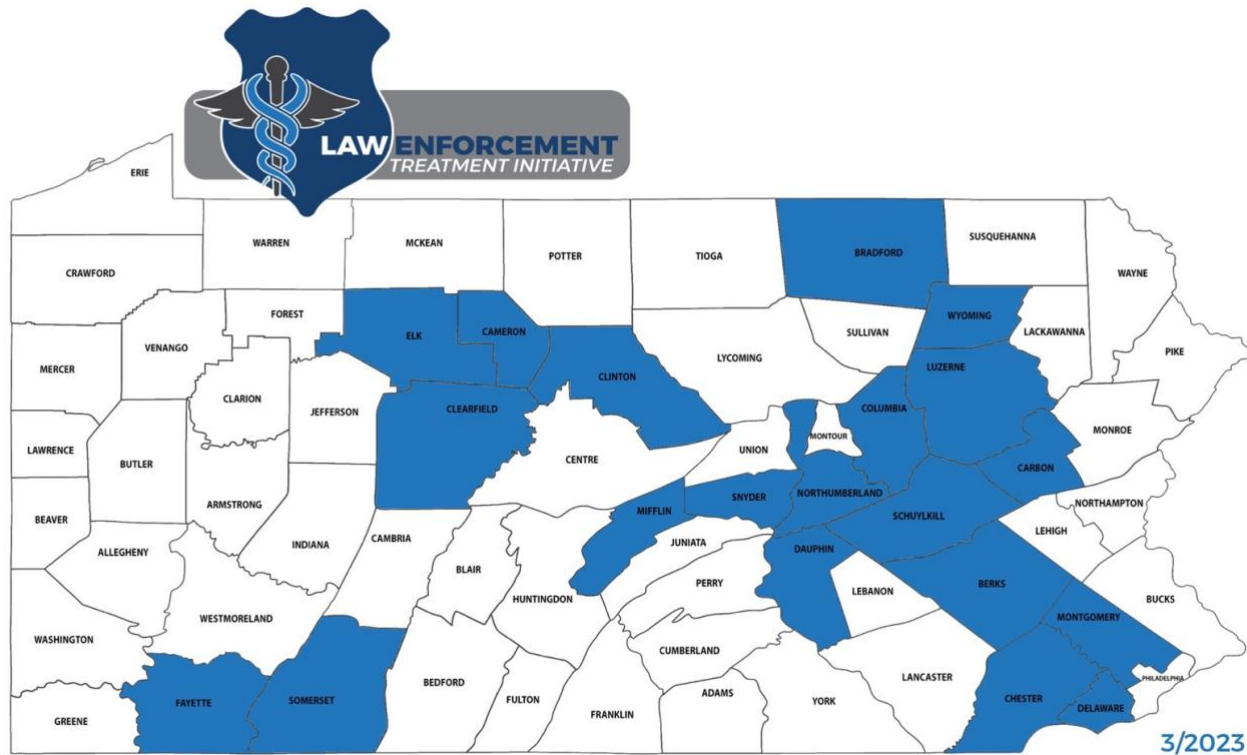 LAW ENFORCEMENT
TREATMENT INITIATIVE
ERIE
WARREN
MCKEAN
POTTER
TIOGA
BRADFORD
SUSQUEHANNA
WAYNE
CRAWFORD
FOREST
ELK
CAMERON
WYOMING
LACKAWANNA
SULLIVAN
PIKE
VENANGO
MERCER
LYCOMING
LUZERNE
CLINTON
CLARION
JEFFERSON
CLEARFIELD
COLUMBIA
MONTOUR
MONROE
LAWRENCE
BUTLER
CENTRE
UNION
CARBON
ARMSTRONG
MIFFLIN
SNYDER
NORTHUMBERLAND
NORTHAMPTON
BEAVER
SCHUYLKILL
LEHIGH
ALLEGHENY
INDIANA
CAMBRIA
JUNIATA
DAUPHIN
BLAIR
PERRY
LEBANON
BERKS
BUCKS
HUNTINGDON
WESTMORELAND
MONTGOMERY
WASHINGTON
CUMBERLAND
LANCASTER
PHILADELPHIA
BEDFORD
FAYETTE
SOMERSET
FULTON
FRANKLIN
ADAMS
YORK
CHESTER
DELAWARE
GREENE
3/2023